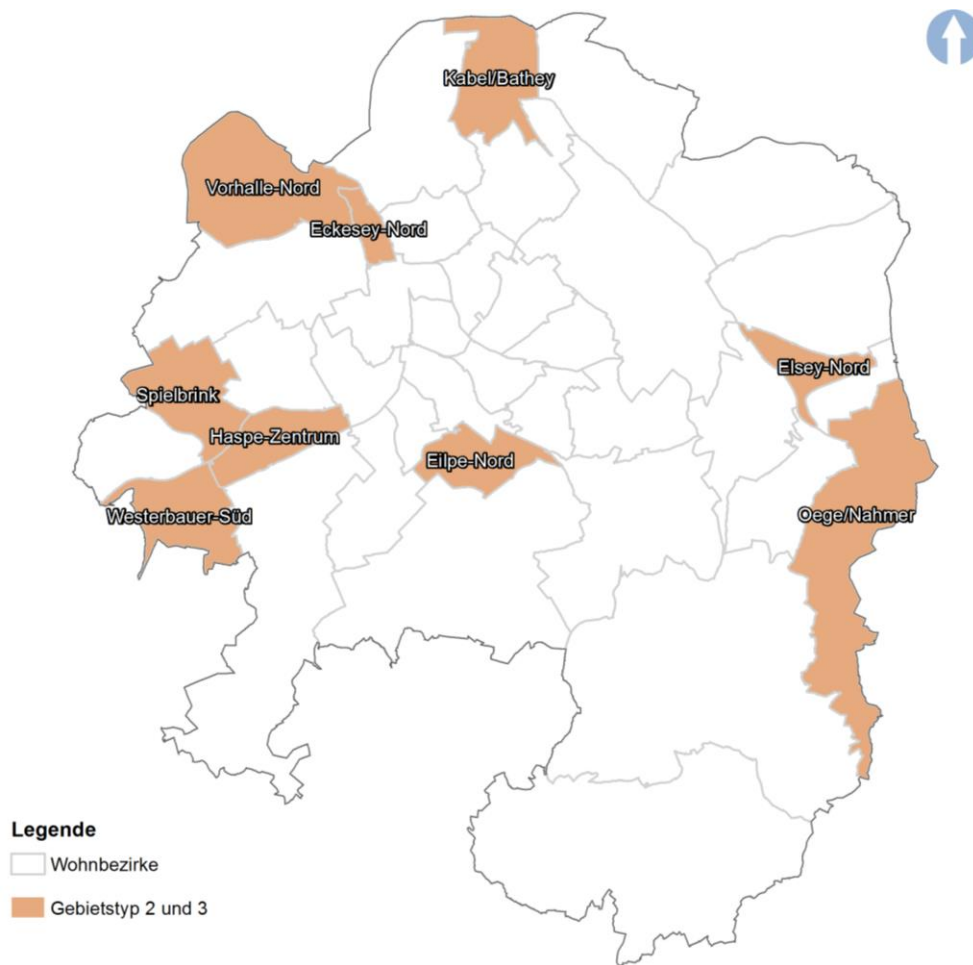 Kabel/Bathey
Vorhalle-Nord
Eckesey-Nord
Elsey-Nord
Spielbrink
Haspe-Zentrum
Eilpe-Nord
Westerbauer-Süd
Oege/Nahmer
Legende
Wohnbezirke
Gebietstyp 2 und 3